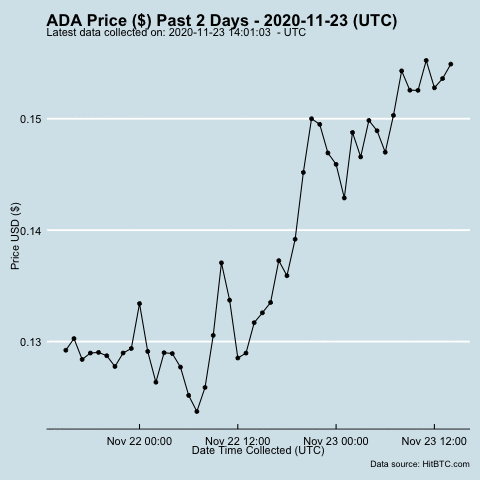 ADA Price ($) Past 2 Days - 2020-11-23 (UTC)
Latest data collected on: 2020-11-23 14:01:03 - UTC
0.15
0.14
0.13
Price USD ($)
Nov 22 00:00 Nov 22 12:00 Nov 23 00:00 Nov 23 12:00
Date Time Collected (UTC)
Data source: HitBTC.com